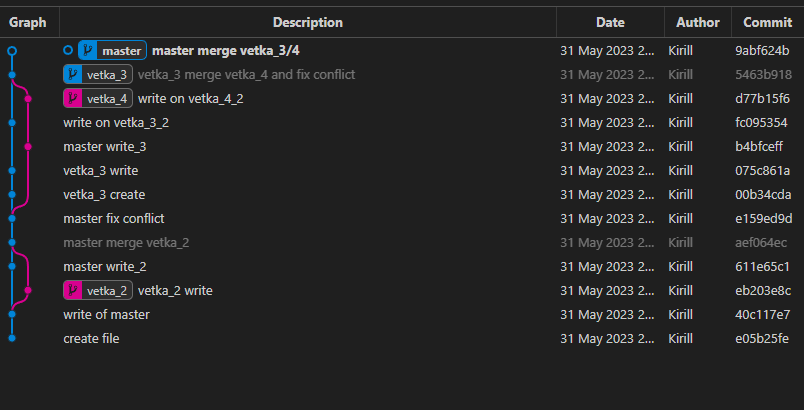 Graph Description Date Author Commit
master master merge vetka_3/4 31 May 2023 2... Kirill 9abf624b
vetka_3 vetka_3 merge vetka_4 and fix conflict 31 May 2023 2... Kirill 5463b918
vetka_4 write on vetka_4_2 31 May 2023 2... Kirill d77b15f6
write on vetka_3_2 31 May 2023 2... Kirill fc095354
master write_3 31 May 2023 2... Kirill b4bfceff
vetka_3 write 31 May 2023 2... Kirill 075c861a
vetka_3 create 31 May 2023 2... Kirill 00b34cda
master fix conflict 31 May 2023 2... Kirill e159ed9d
master merge vetka_2 31 May 2023 2... Kirill aef064ec
master write_2 31 May 2023 2... Kirill 611e65c1
vetka_2 vetka_2 write 31 May 2023 2... Kirill eb203e8c
write of master 31 May 2023 2... Kirill 40c117e7
create file 31 May 2023 2... Kirill e05b25fe